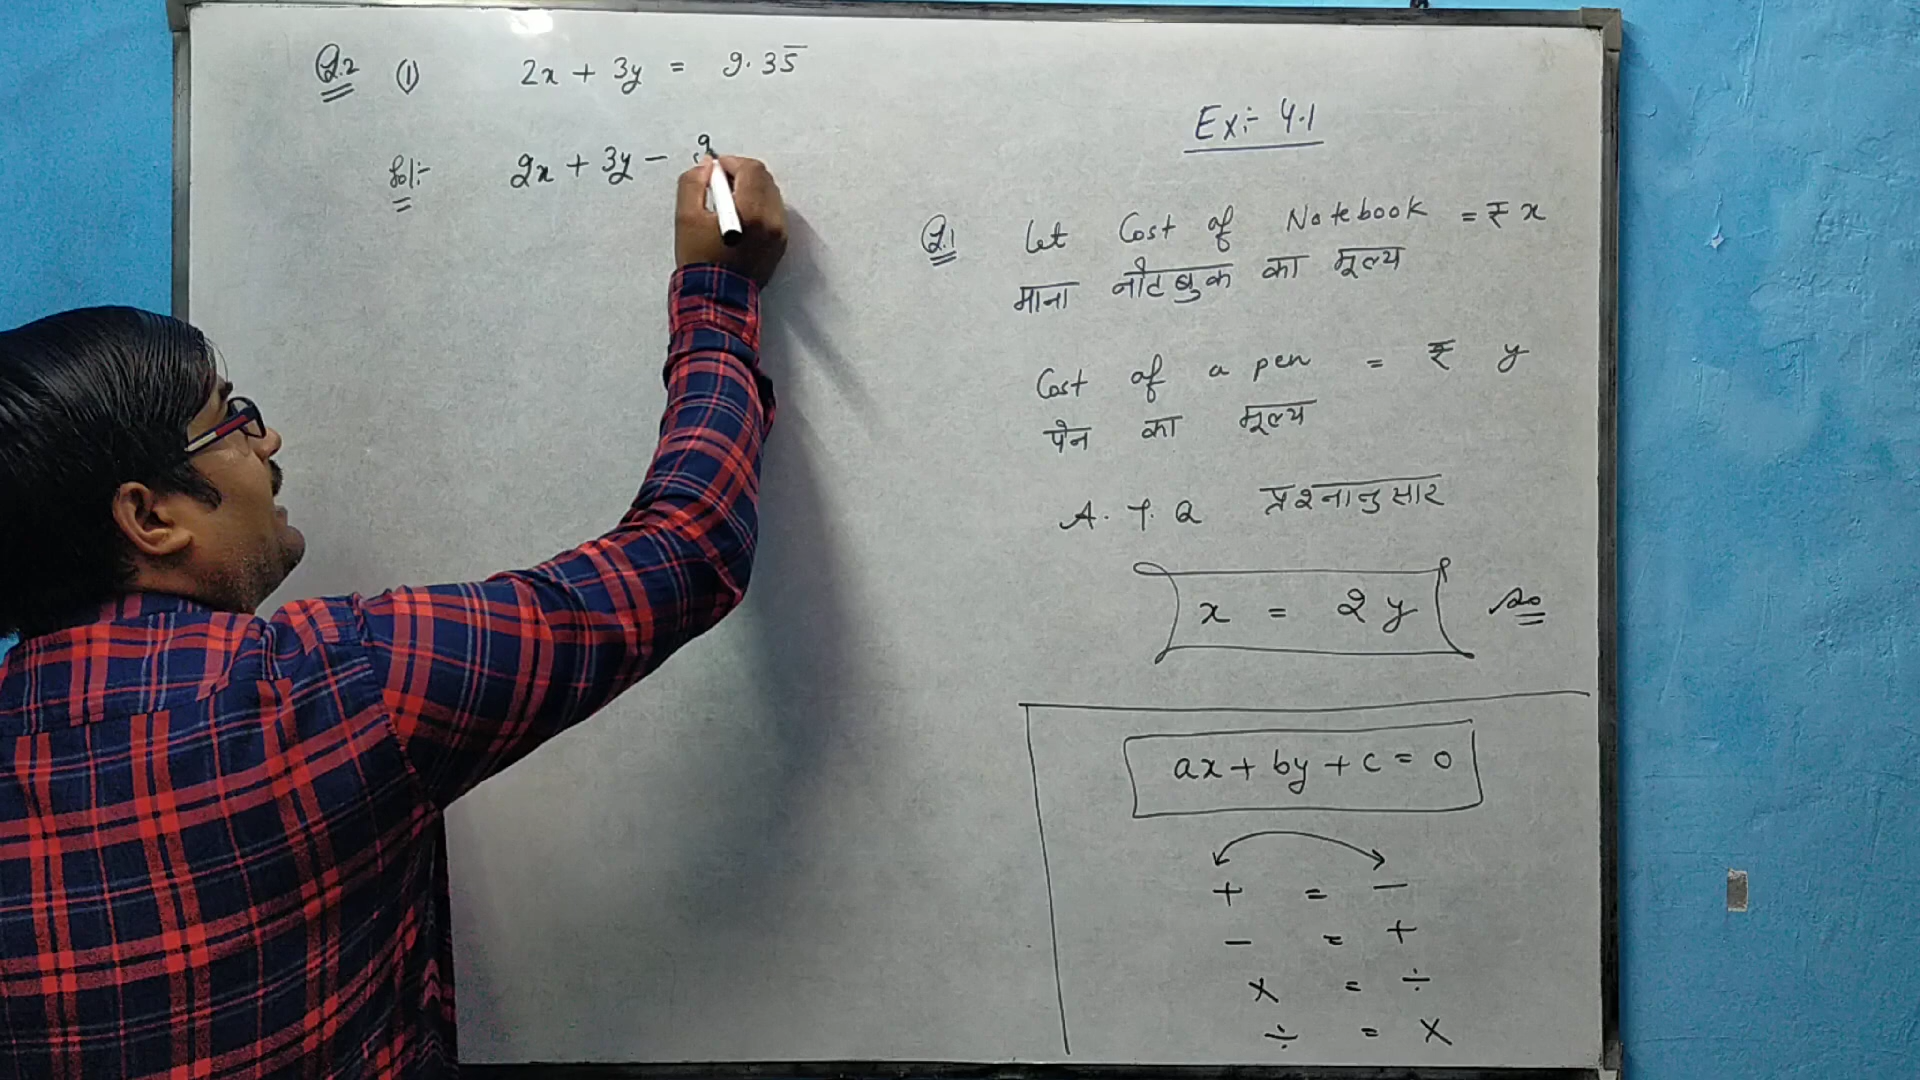 Q.2 (1) 2x + 3y = 9.35̅
Sol:- 2x + 3y - 9
Ex:- 4.1
Q.1 Let Cost of Notebook = ₹ x
माना नोटबुक का मूल्य
Cost of a pen = ₹ y
पेन का मूल्य
A. T. Q प्रश्नानुसार
x = 2y
ax + by + c = 0
+ = -
- = +
× = ÷
÷ = ×